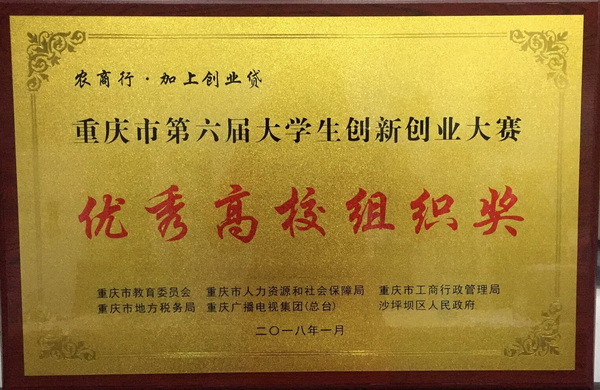 农商行·加上创业贷
重庆市第六届大学生创新创业大赛
优秀高校组织奖
重庆市教育委员会 重庆市人力资源和社会保障局 重庆市工商行政管理局
重庆市地方税务局 重庆广播电视集团(总台) 沙坪坝区人民政府
二〇一八年一月